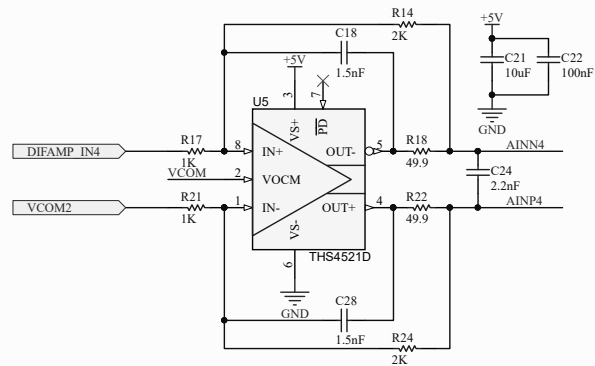 R14
2K
C18
1.5nF
+5V
+5V
C21
10uF
C22
100nF
GND
U5
3
7
VS+
PD
DIFAMP_IN4
R17
1K
8
IN+
OUT-
5
R18
49.9
AINN4
VCOM
2
VOCM
C24
2.2nF
VCOM2
R21
1K
1
IN-
OUT+
4
R22
49.9
AINP4
VS-
6
THS4521D
GND
C28
1.5nF
R24
2K